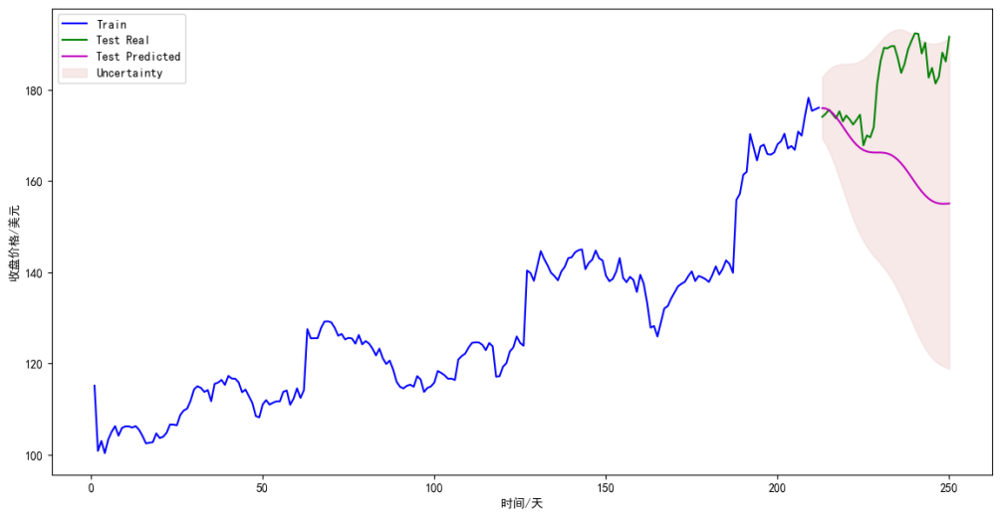 Train
Test Real
Test Predicted
Uncertainty
180
160
140
120
100
收盘价格/美元
0
50
100
150
200
250
时间/天